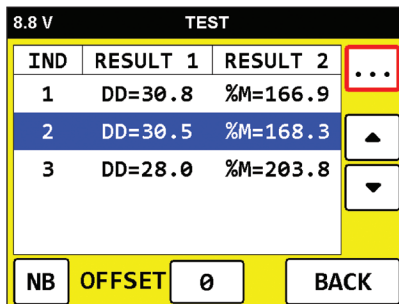 8.8 V TEST
IND RESULT 1 RESULT 2 ...
1 DD=30.8 %M=166.9
2 DD=30.5 %M=168.3
3 DD=28.0 %M=203.8
NB OFFSET 0 BACK